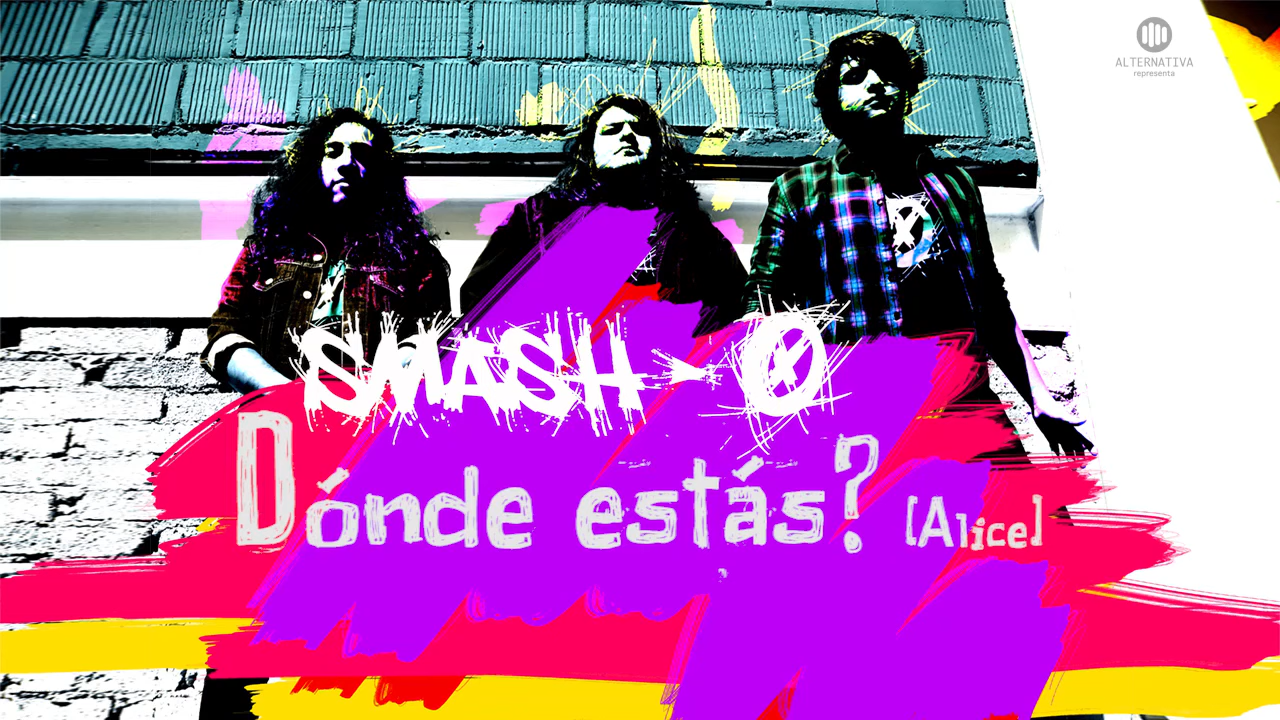 ALTERNATIVA
representa
SMASH - O
Dónde estás? [Alice]